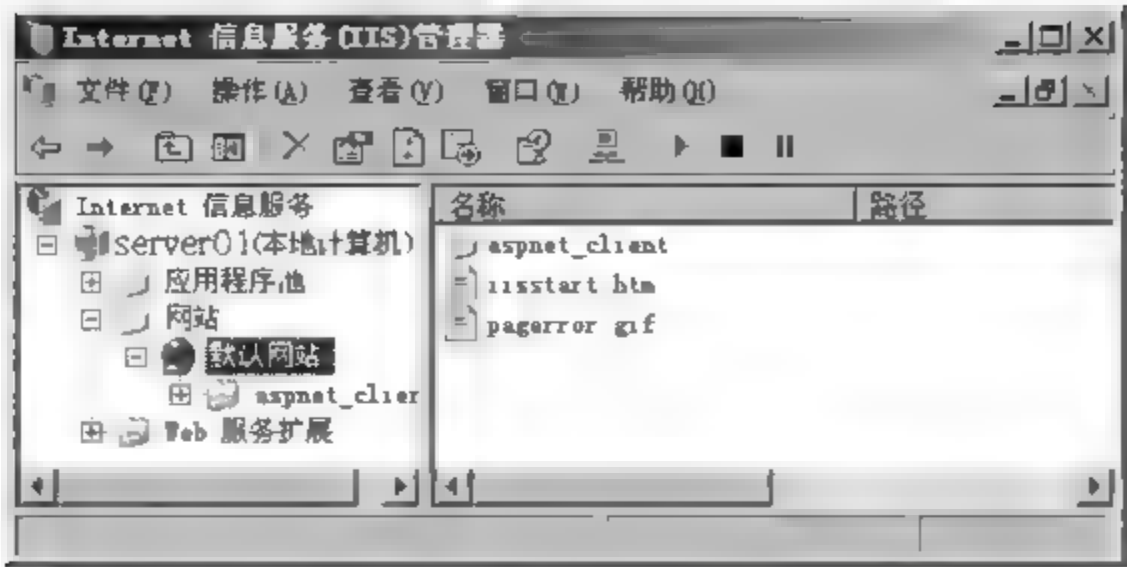 Internet 信息服务(IIS)管理器
文件(F) 操作(A) 查看(V) 窗口(W) 帮助(H)
Internet 信息服务
server01(本地计算机)
应用程序池
网站
默认网站
aspnet_clier
Web 服务扩展
名称 路径
aspnet_client
iisstart htm
pagerror gif